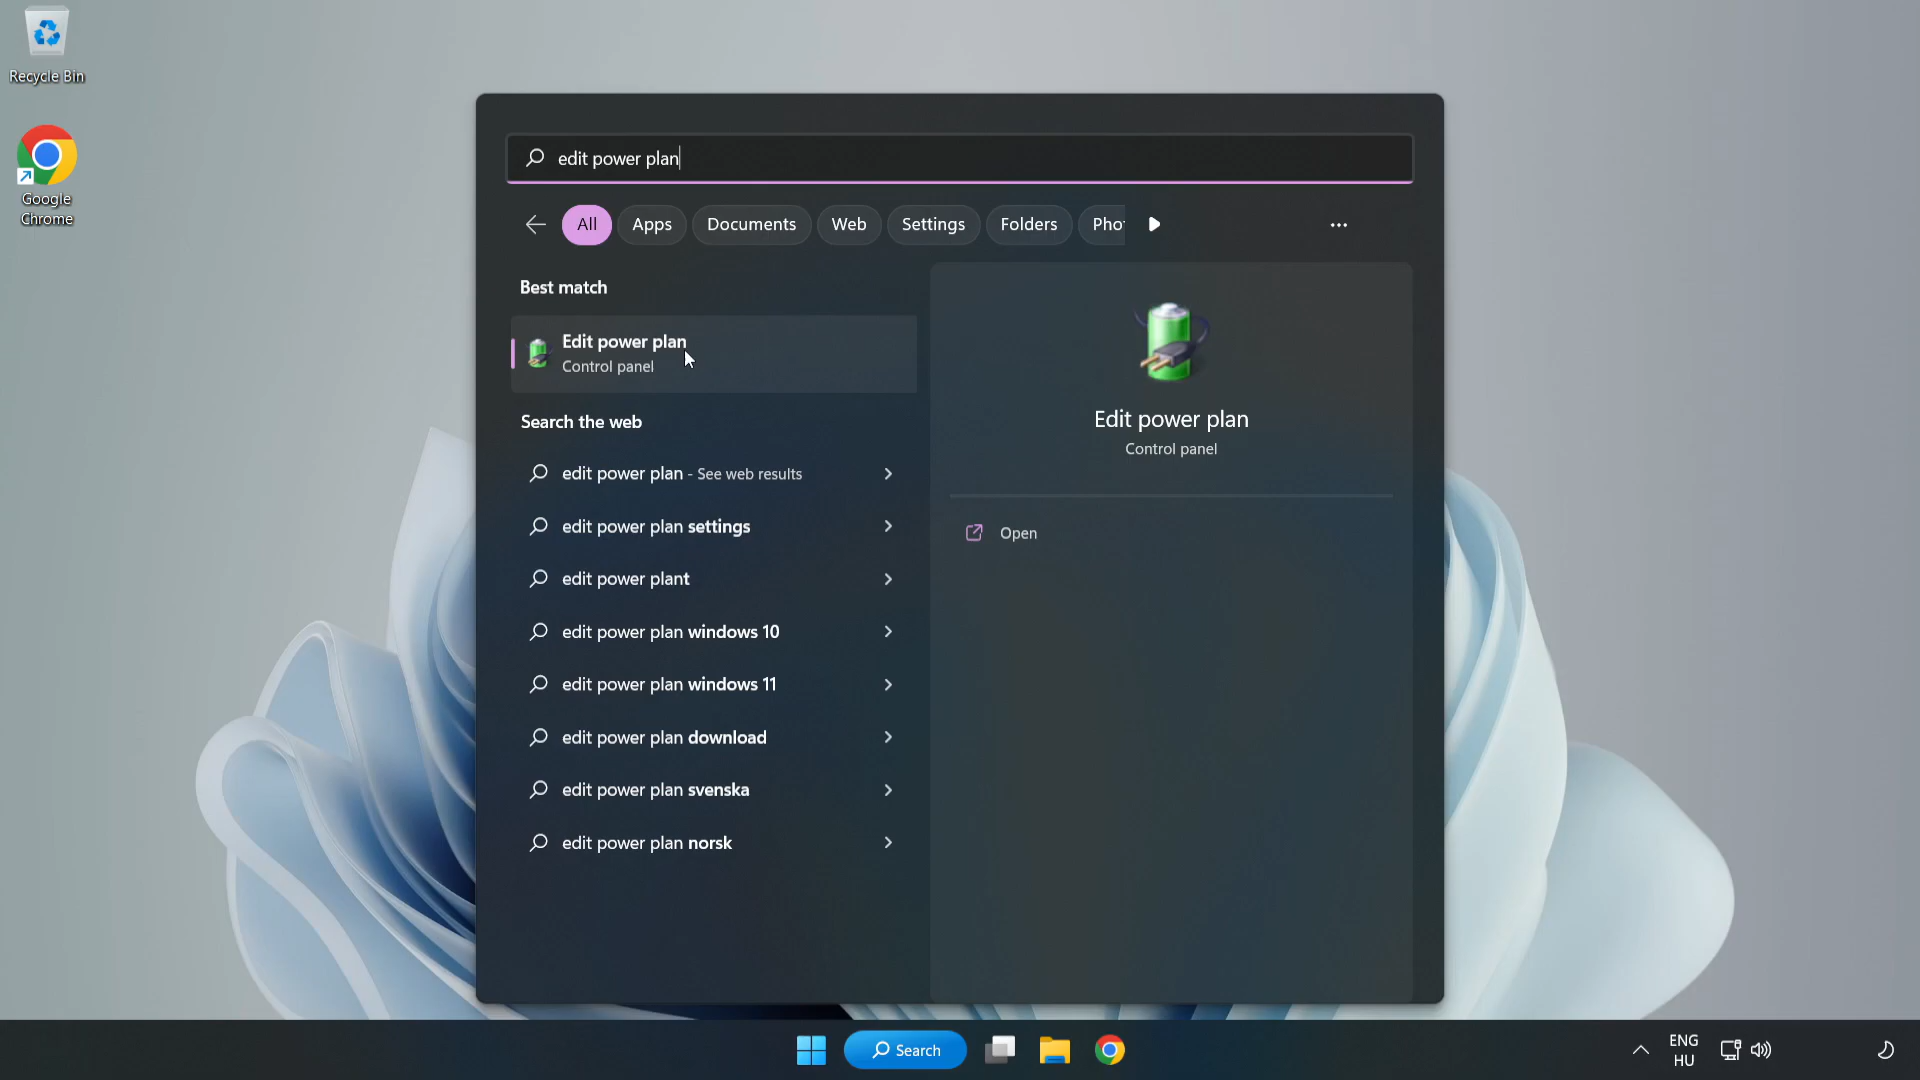 Recycle Bin
Google
Chrome
edit power plan
All Apps Documents Web Settings Folders Pho
Best match
Edit power plan
Control panel
Search the web
edit power plan - See web results
edit power plan settings
edit power plant
edit power plan windows 10
edit power plan windows 11
edit power plan download
edit power plan svenska
edit power plan norsk
Edit power plan
Control panel
Open
Search
ENG
HU